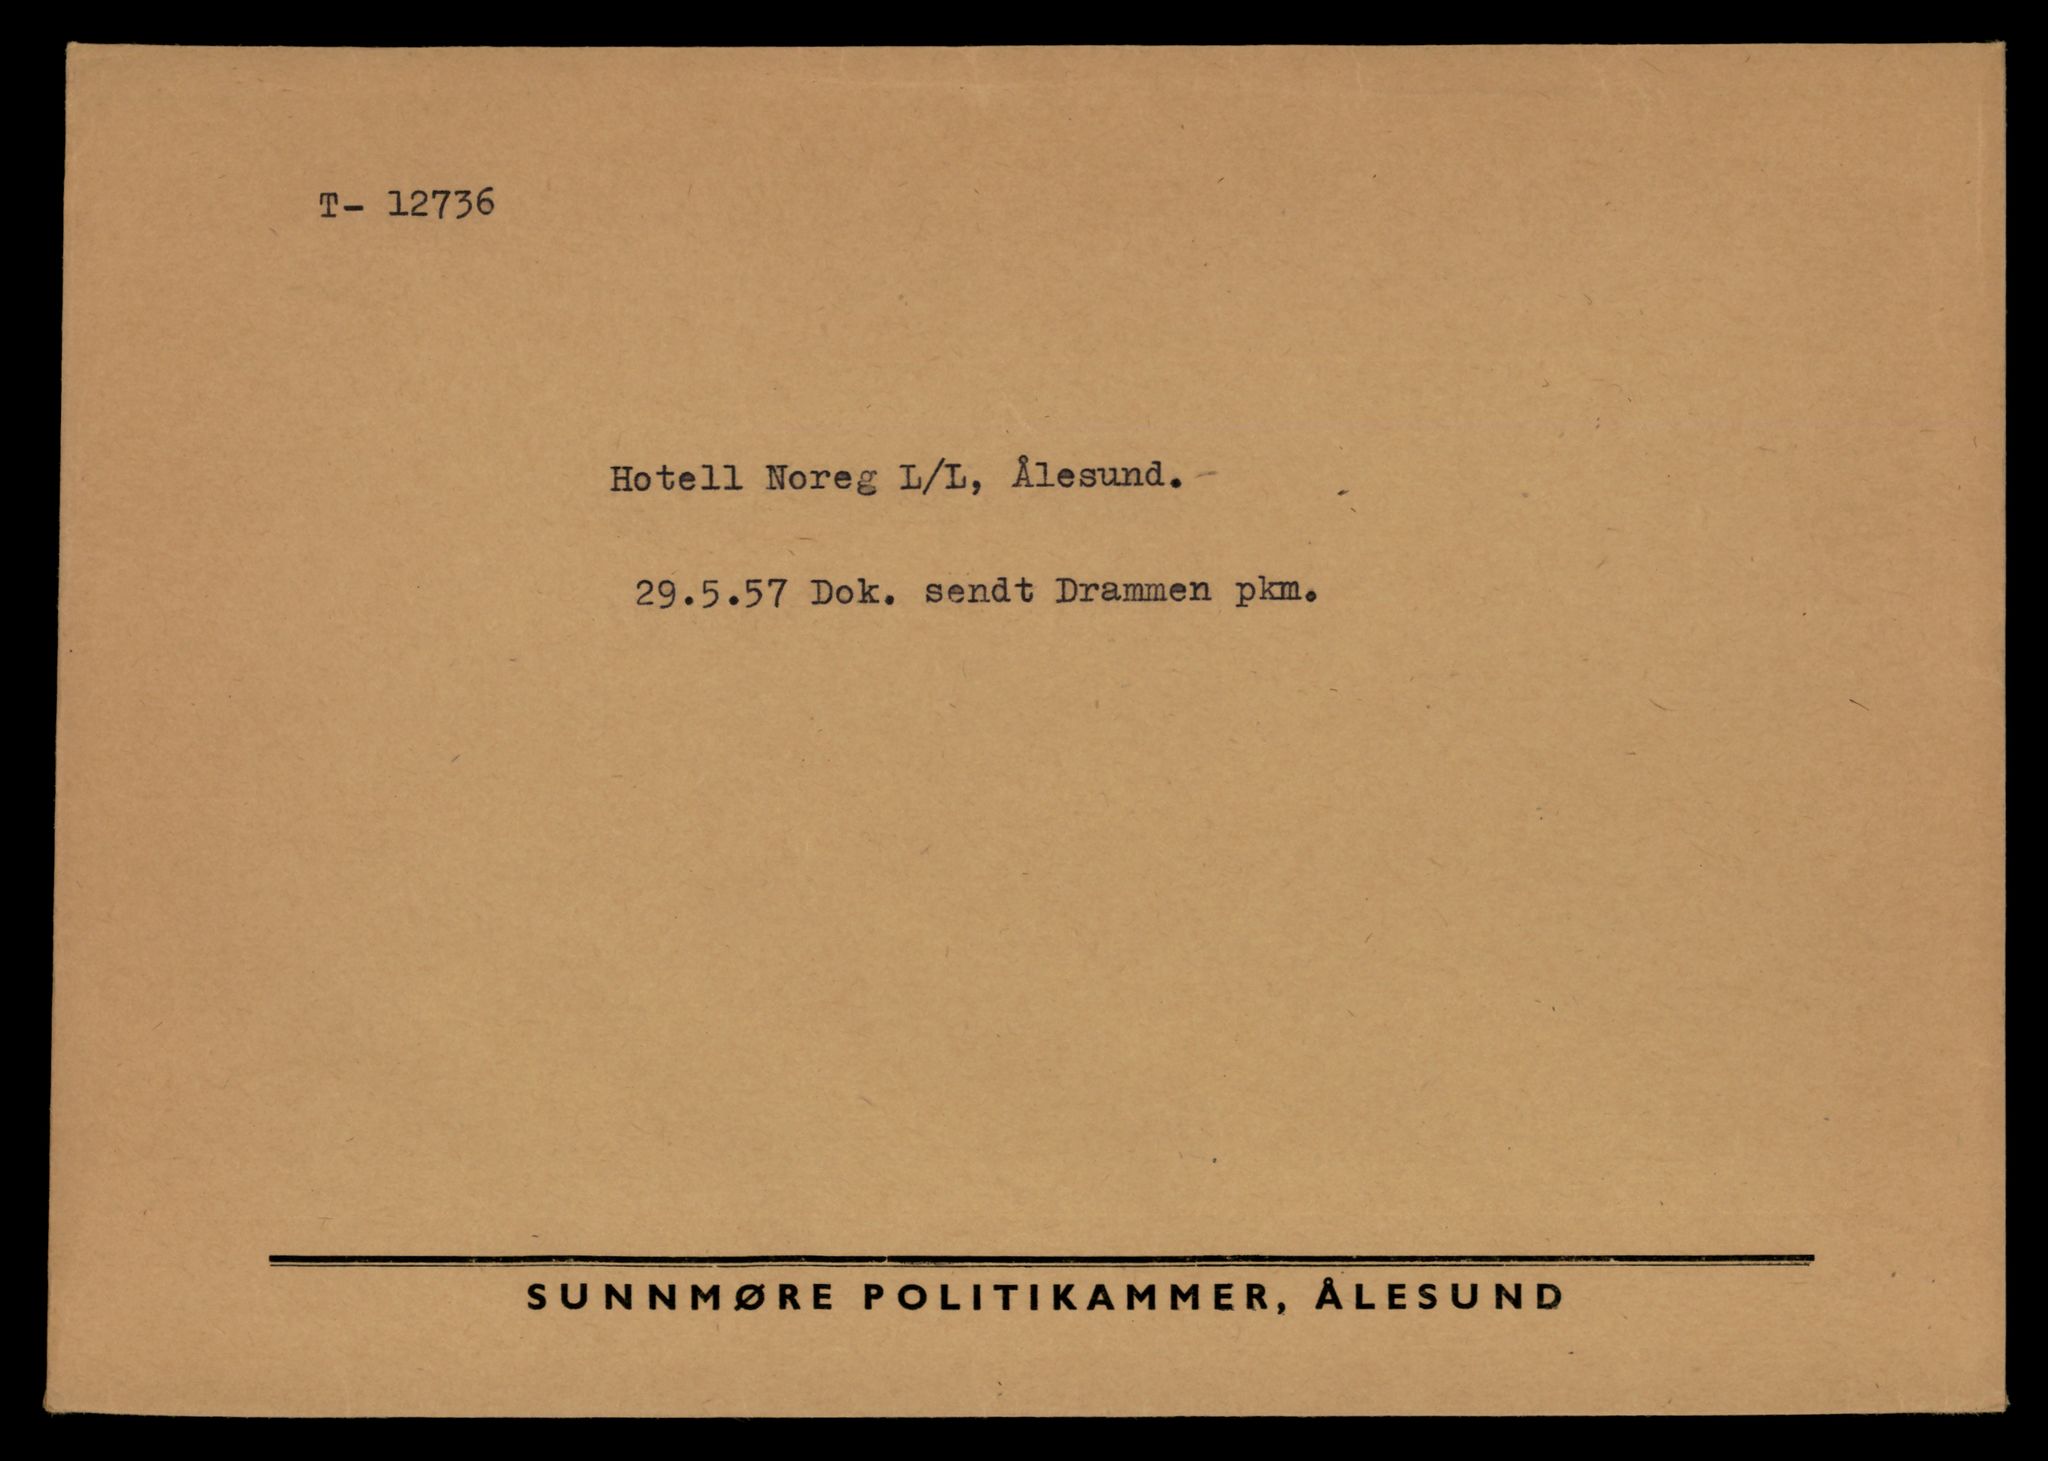 T- 12736
Hotell Noreg L/L, Ålesund.
29.5.57 Dok. sendt Drammen pkm.
SUNNMØRE POLITIKAMMER, ÅLESUND